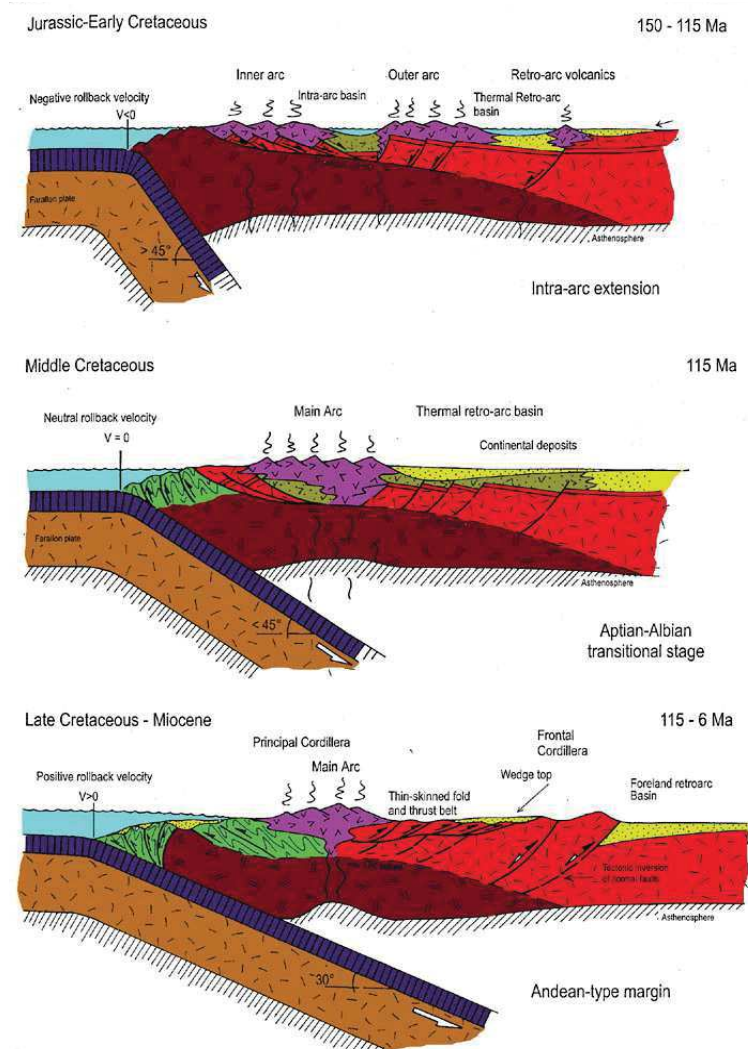 Jurassic-Early Cretaceous
150 - 115 Ma
Inner arc
Outer arc
Retro-arc volcanics
Intra-arc basin
Thermal Retro-arc
basin
Negative rollback velocity
V<0
Farallon plate
> 45°
Asthenosphere
Intra-arc extension
Middle Cretaceous
115 Ma
Main Arc
Thermal retro-arc basin
Neutral rollback velocity
V = 0
Continental deposits
Farallon plate
< 45°
Asthenosphere
Aptian-Albian
transitional stage
Late Cretaceous - Miocene
115 - 6 Ma
Principal Cordillera
Frontal
Cordillera
Main Arc
Wedge top
Positive rollback velocity
V>0
Thin-skinned fold
and thrust belt
Foreland retroarc
Basin
Tectonic inversion
of normal faults
Asthenosphere
30°
Andean-type margin